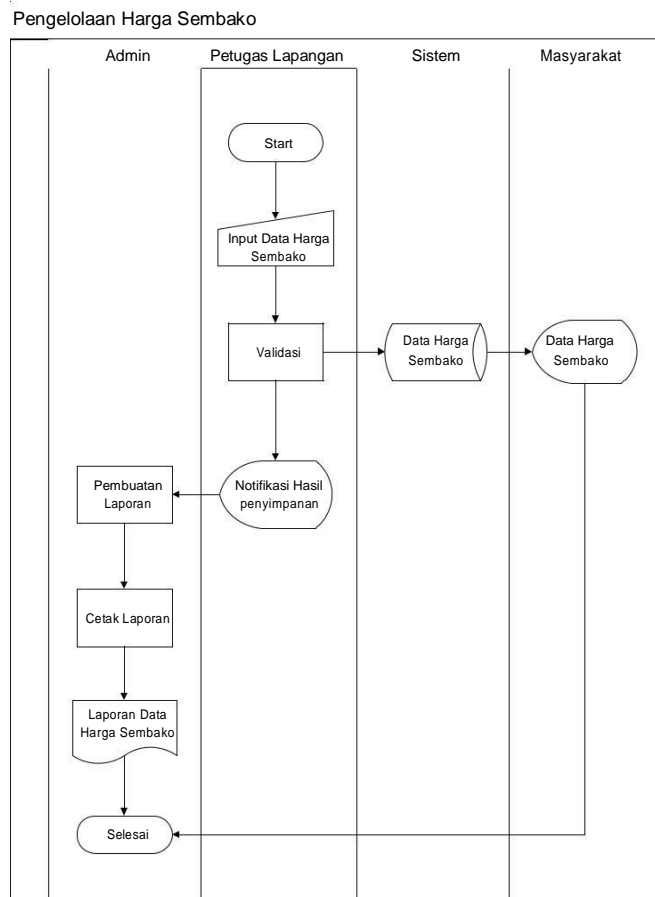 Pengelolaan Harga Sembako
Admin
Petugas Lapangan
Sistem
Masyarakat
Start
Input Data Harga
Sembako
Validasi
Data Harga
Sembako
Data Harga
Sembako
Notifikasi Hasil
penyimpanan
Pembuatan
Laporan
Cetak Laporan
Laporan Data
Harga Sembako
Selesai